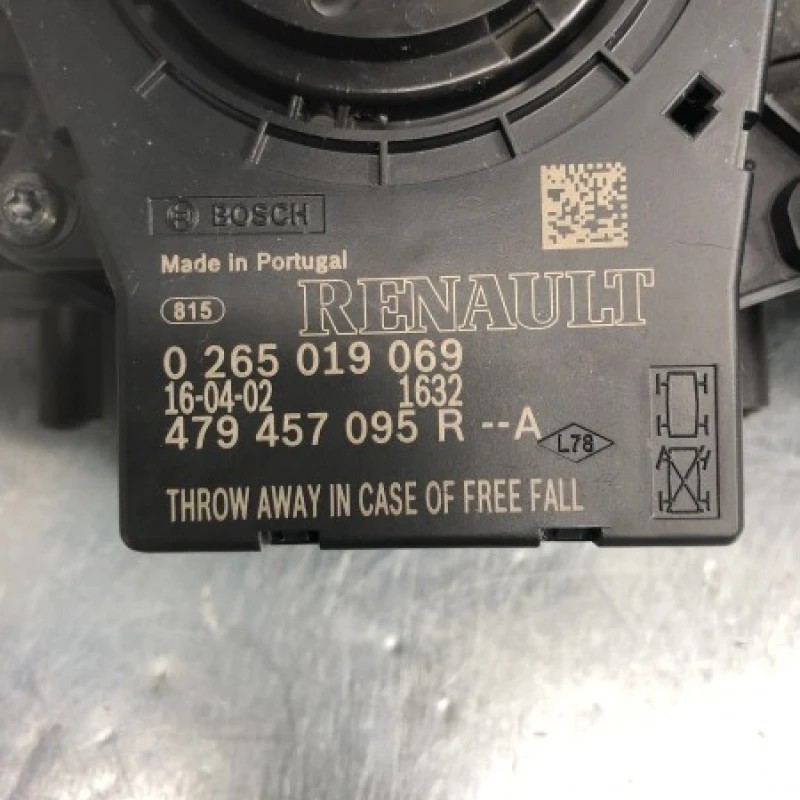 BOSCH
Made in Portugal
815 RENAULT
0 265 019 069
16-04-02 1632
479 457 095 R --A L78
THROW AWAY IN CASE OF FREE FALL